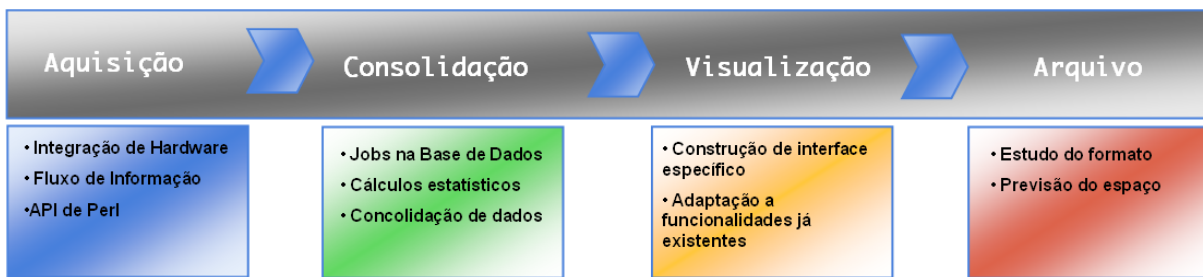 Aquisição
Consolidação
Visualização
Arquivo
• Integração de Hardware
• Fluxo de Informação
•API de Perl
• Jobs na Base de Dados
• Cálculos estatísticos
• Concolidação de dados
• Construção de interface
específico
• Adaptação a
funcionalidades já
existentes
• Estudo do formato
• Previsão do espaço